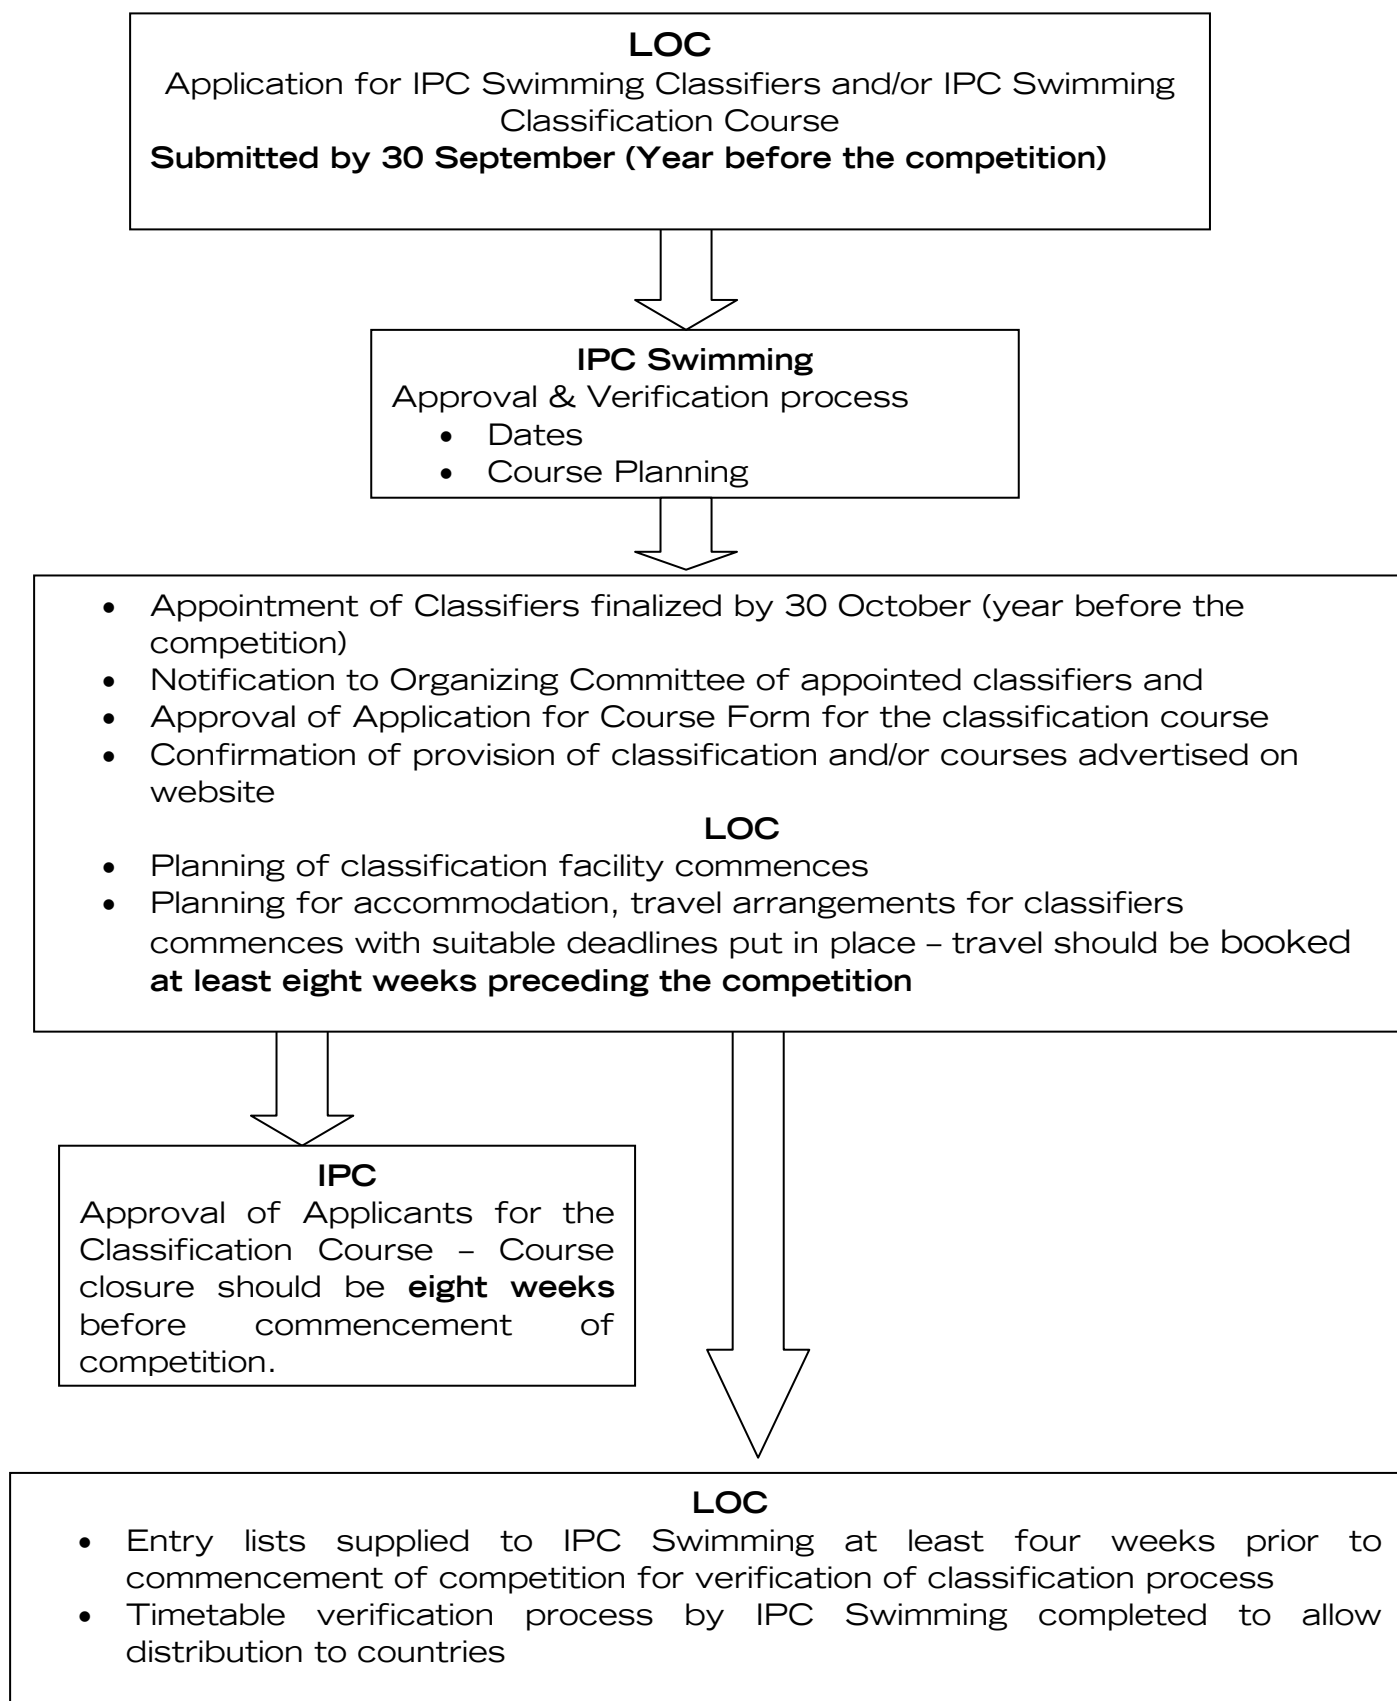 LOC
Application for IPC Swimming Classifiers and/or IPC Swimming
Classification Course
Submitted by 30 September (Year before the competition)
IPC Swimming
Approval & Verification process
• Dates
• Course Planning
• Appointment of Classifiers finalized by 30 October (year before the
competition)
• Notification to Organizing Committee of appointed classifiers and
• Approval of Application for Course Form for the classification course
• Confirmation of provision of classification and/or courses advertised on
website
LOC
• Planning of classification facility commences
• Planning for accommodation, travel arrangements for classifiers
commences with suitable deadlines put in place – travel should be booked
at least eight weeks preceding the competition
IPC
Approval of Applicants for the
Classification Course – Course
closure should be eight weeks
before commencement of
competition.
LOC
• Entry lists supplied to IPC Swimming at least four weeks prior to
commencement of competition for verification of classification process
• Timetable verification process by IPC Swimming completed to allow
distribution to countries